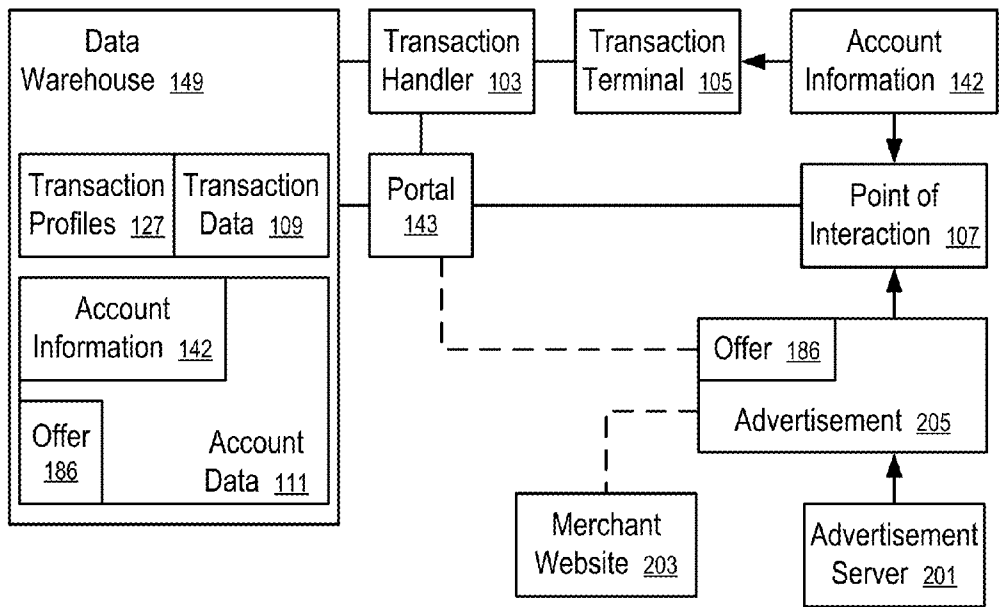 Data
Warehouse 149
Transaction
Handler 103
Transaction
Terminal 105
Account
Information 142
Transaction
Profiles 127
Transaction
Data 109
Portal
143
Point of
Interaction 107
Account
Information 142
Offer
186
Account
Data 111
Offer 186
Advertisement 205
Merchant
Website 203
Advertisement
Server 201